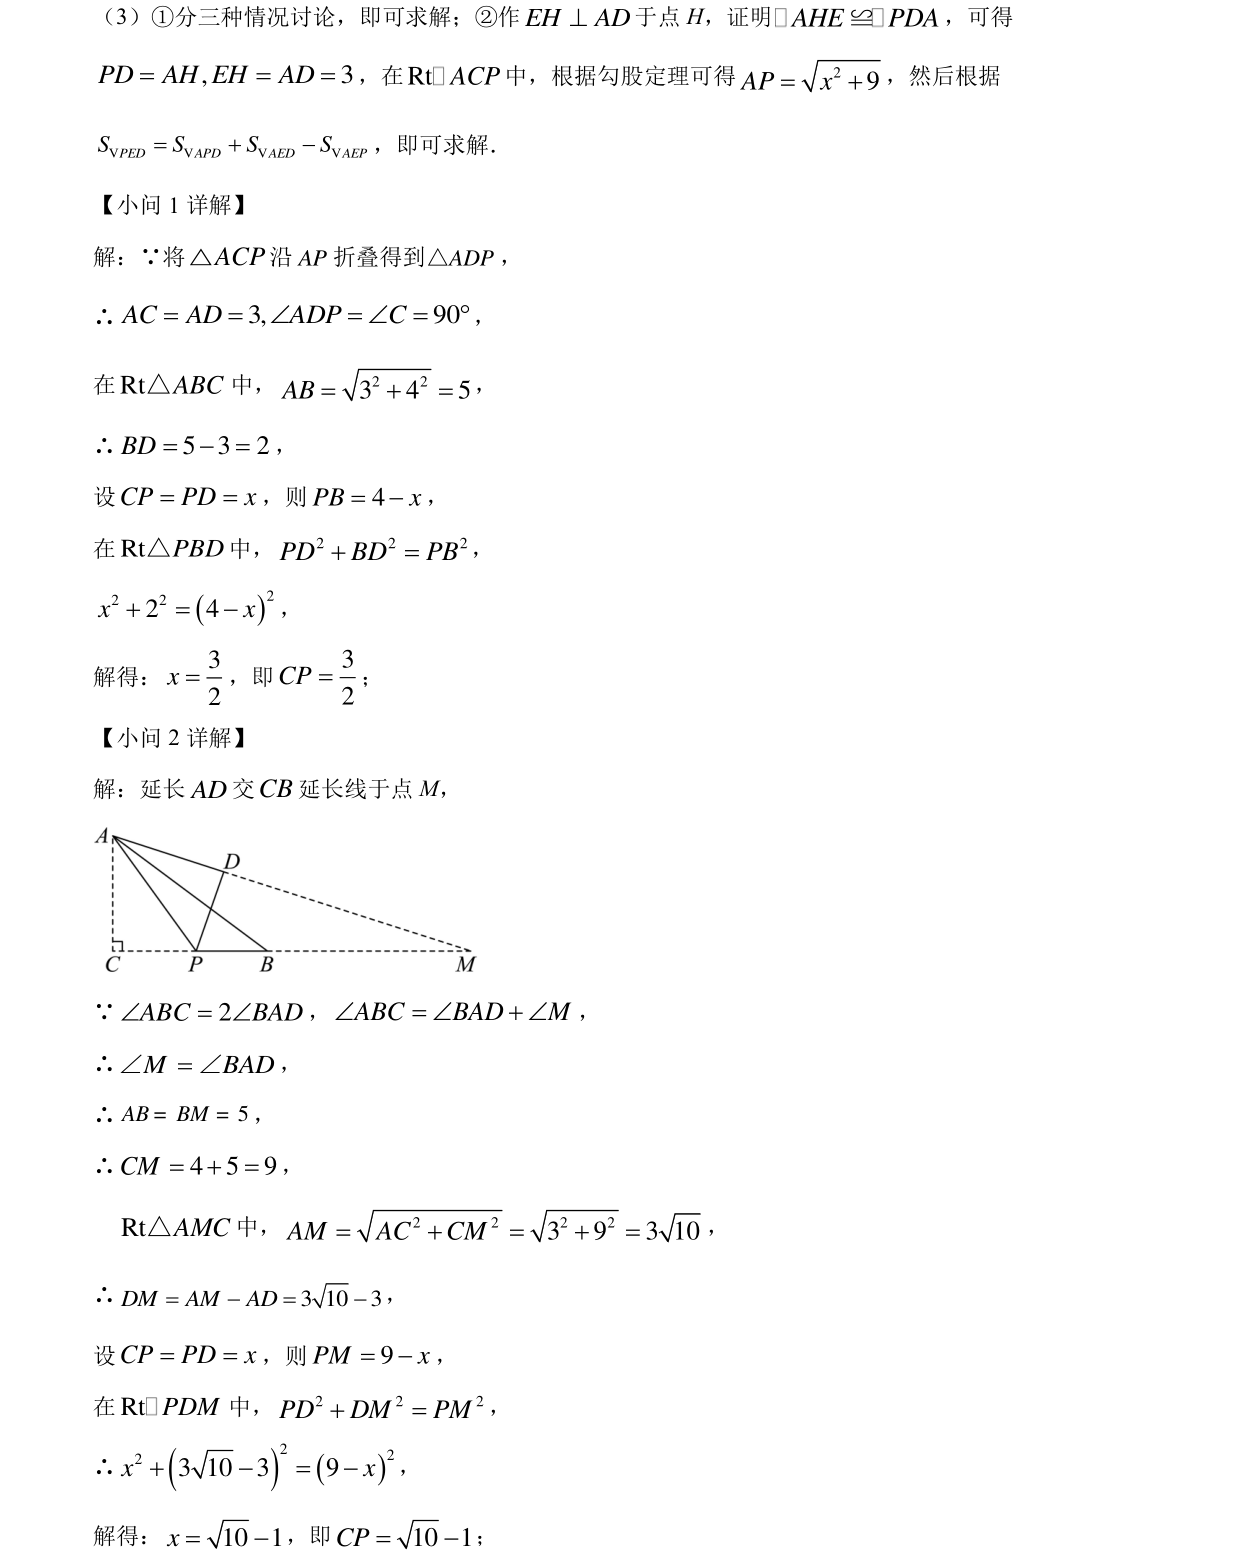 （3）①分三种情况讨论，即可求解；②作 EH ⊥ AD 于点 H，证明□AHE ≌□PDA，可得
PD = AH, EH = AD = 3，在 Rt□ACP 中，根据勾股定理可得 AP = √(x² + 9)，然后根据
S_{VPED} = S_{VAPD} + S_{VAED} − S_{VAEP}，即可求解．
【小问 1 详解】
解：∵将△ACP 沿 AP 折叠得到△ADP，
∴ AC = AD = 3, ∠ADP = ∠C = 90°，
在 Rt△ABC 中， AB = √(3² + 4²) = 5，
∴ BD = 5 − 3 = 2，
设 CP = PD = x，则 PB = 4 − x，
在 Rt△PBD 中， PD² + BD² = PB²，
x² + 2² = (4 − x)²，
解得： x = 3/2，即 CP = 3/2；
【小问 2 详解】
解：延长 AD 交 CB 延长线于点 M，
A
D
C P B M
∵ ∠ABC = 2∠BAD， ∠ABC = ∠BAD + ∠M，
∴ ∠M = ∠BAD，
∴ AB = BM = 5，
∴ CM = 4 + 5 = 9，
Rt△AMC 中， AM = √(AC² + CM²) = √(3² + 9²) = 3√10，
∴ DM = AM − AD = 3√10 − 3，
设 CP = PD = x，则 PM = 9 − x，
在 Rt□PDM 中， PD² + DM² = PM²，
∴ x² + (3√10 − 3)² = (9 − x)²，
解得： x = √10 − 1，即 CP = √10 − 1；